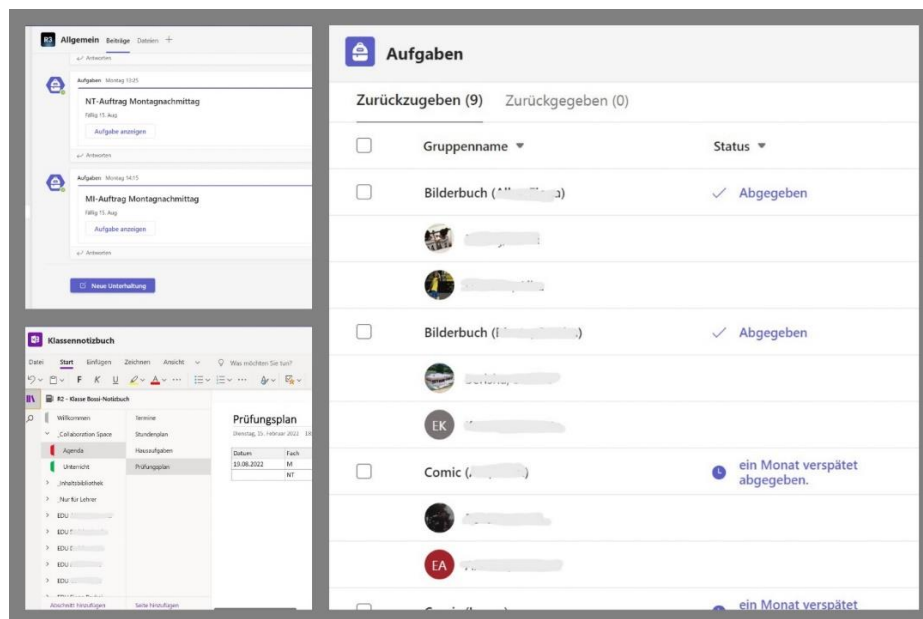 R3 Allgemein Beiträge Dateien +
Antworten
Aufgaben Montag 13:25
NT-Auftrag Montagnachmittag
Fällig 15. Aug
Aufgabe anzeigen
Antworten
Aufgaben Montag 14:15
MI-Auftrag Montagnachmittag
Fällig 15. Aug
Aufgabe anzeigen
Antworten
Neue Unterhaltung
Klassennotizbuch
Datei Start Einfügen Zeichnen Ansicht Was möchten Sie tun?
F K U A
R2 - Klasse Bossi-Notizbuch
Willkommen Termine
_Collaboration Space Stundenplan
Agenda Hausaufgaben
Unterricht Prüfungsplan
_Inhaltsbibliothek
_Nur für Lehrer
EDU
EDU
EDU
EDU
EDU
Abschnitt hinzufügen Seite hinzufügen
Prüfungsplan
Dienstag, 15. Februar 2022
Datum Fach
19.08.2022 M
NT
Aufgaben
Zurückzugeben (9) Zurückgegeben (0)
Gruppenname Status
Bilderbuch ( Abgegeben
Bilderbuch ( Abgegeben
EK
Comic ( ) ein Monat verspätet
abgegeben.
EA
ein Monat verspätet